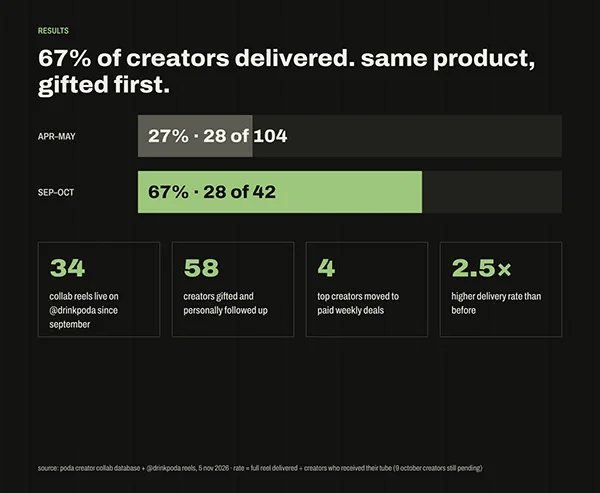 RESULTS
67% of creators delivered. same product,
gifted first.
APR–MAY
27% · 28 of 104
SEP–OCT
67% · 28 of 42
34
collab reels live on
@drinkpoda since
september
58
creators gifted and
personally followed up
4
top creators moved to
paid weekly deals
2.5×
higher delivery rate than
before
source: poda creator collab database + @drinkpoda reels, 5 nov 2026 · rate = full reel delivered ÷ creators who received their tube (9 october creators still pending)